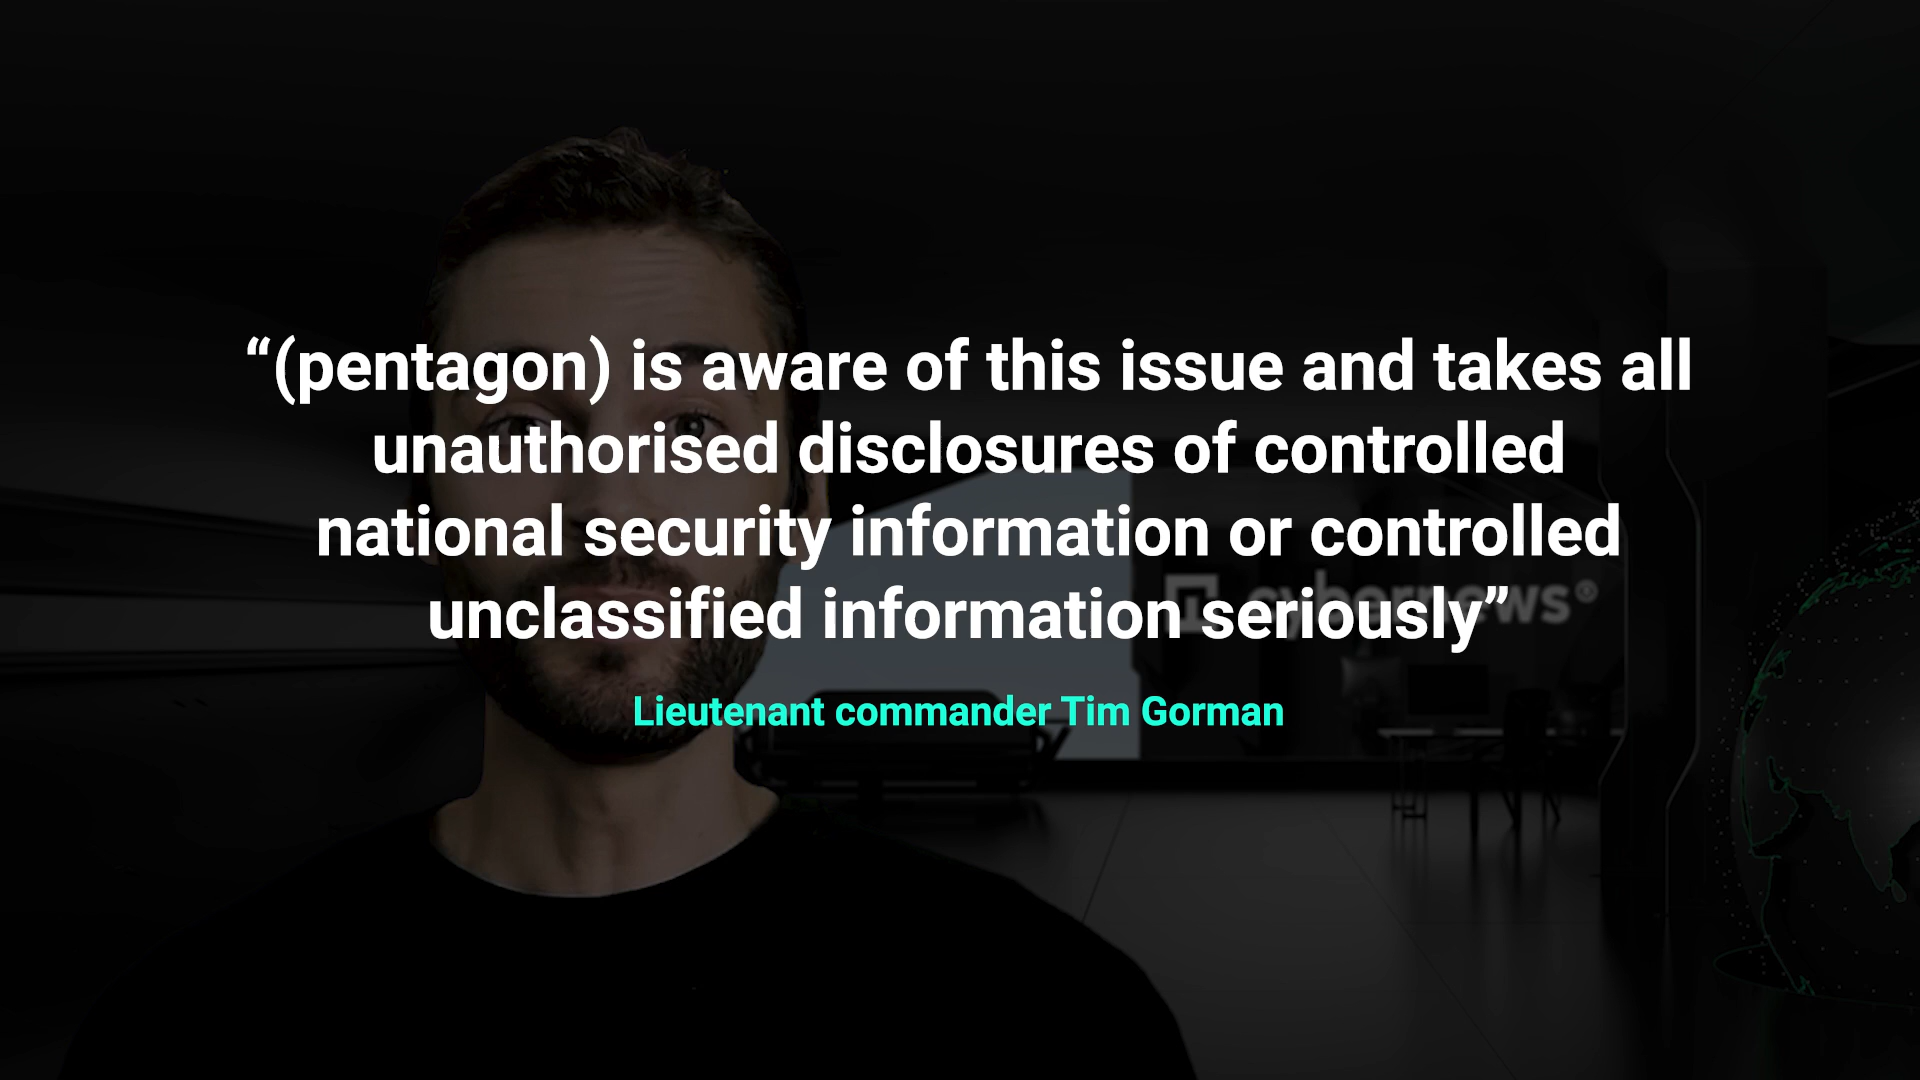 “(pentagon) is aware of this issue and takes all
unauthorised disclosures of controlled
national security information or controlled
unclassified information seriously”
cybernews®
Lieutenant commander Tim Gorman